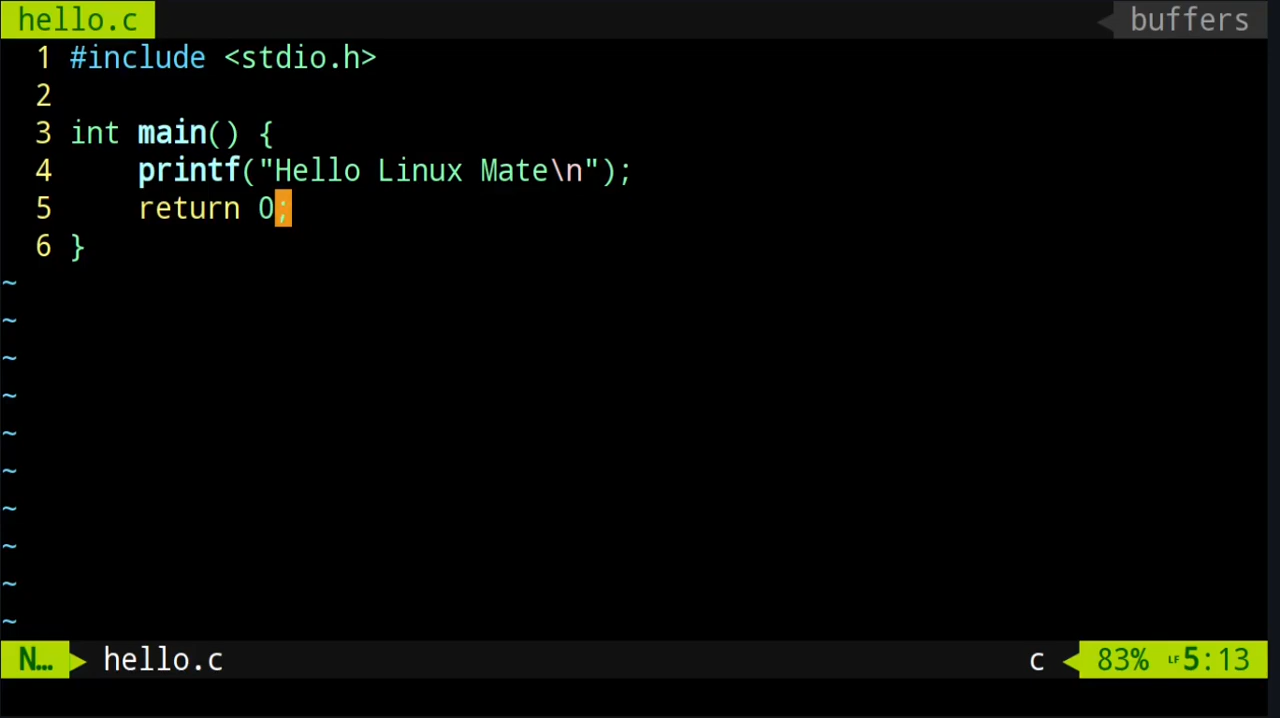 hello.c buffers
1 #include <stdio.h>
2
3 int main() {
4     printf("Hello Linux Mate\n");
5     return 0;
6 }
~
~
~
~
~
~
~
~
~
~
N… hello.c c 83% LF 5:13